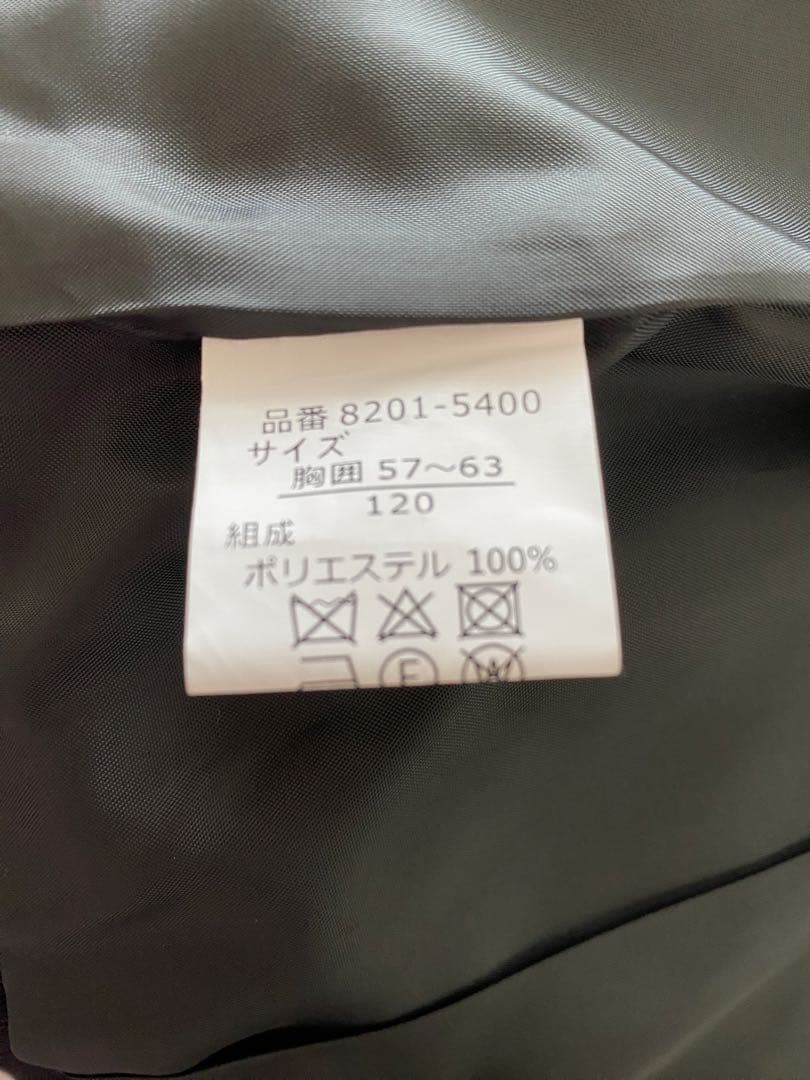 品番 8201-5400
サイズ
胸囲 57～63
120
組成
ポリエステル 100%